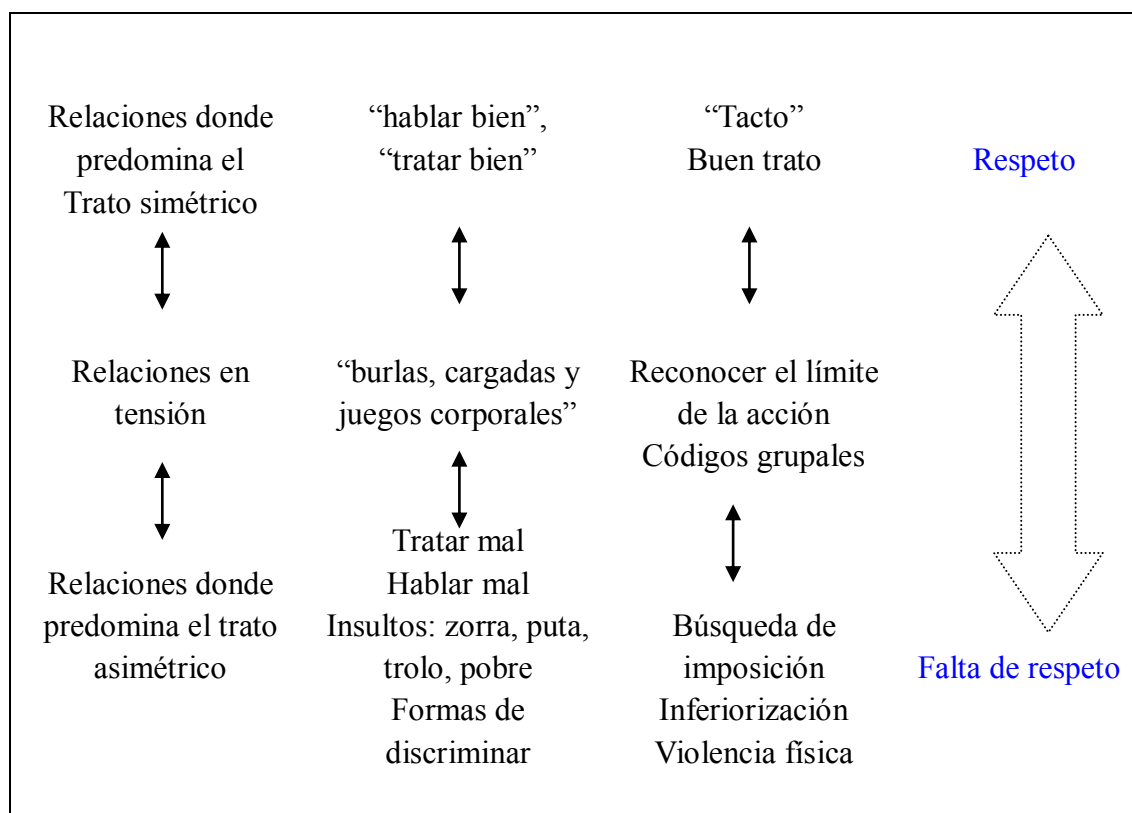 Relaciones donde
predomina el
Trato simétrico
“hablar bien”,
“tratar bien”
“Tacto”
Buen trato
Respeto
Relaciones en
tensión
“burlas, cargadas y
juegos corporales”
Reconocer el límite
de la acción
Códigos grupales
Relaciones donde
predomina el trato
asimétrico
Tratar mal
Hablar mal
Insultos: zorra, puta,
trolo, pobre
Formas de
discriminar
Búsqueda de
imposición
Inferiorización
Violencia física
Falta de respeto